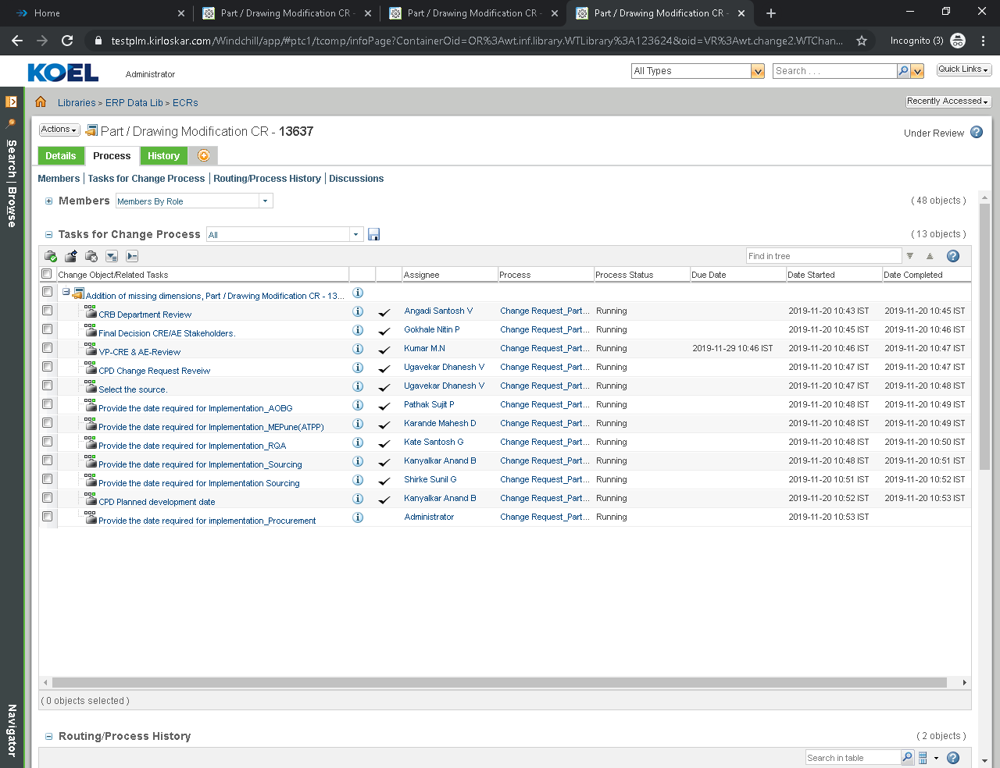 Home
Part / Drawing Modification CR -
Part / Drawing Modification CR -
Part / Drawing Modification CR -
testplm.kirloskar.com/Windchill/app/#ptc1/tcomp/infoPage?ContainerOid=OR%3Awt.inf.library.WTLibrary%3A123624&oid=VR%3Awt.change2.WTChan...
Incognito (3)
KOEL
Administrator
All Types
Search . . .
Quick Links
Libraries > ERP Data Lib > ECRs
Recently Accessed
Search | Browse
Navigator
Actions
Part / Drawing Modification CR - 13637
Under Review
Details
Process
History
Members | Tasks for Change Process | Routing/Process History | Discussions
Members
Members By Role
( 48 objects )
Tasks for Change Process
All
( 13 objects )
Find in tree
Change Object/Related Tasks Assignee Process Process Status Due Date Date Started Date Completed
Addition of missing dimensions, Part / Drawing Modification CR - 13...
CRB Department Review Angadi Santosh V Change Request_Part... Running 2019-11-20 10:43 IST 2019-11-20 10:45 IST
Final Decision CRE/AE Stakeholders. Gokhale Nitin P Change Request_Part... Running 2019-11-20 10:45 IST 2019-11-20 10:46 IST
VP-CRE & AE-Review Kumar M.N Change Request_Part... Running 2019-11-29 10:46 IST 2019-11-20 10:46 IST 2019-11-20 10:47 IST
CPD Change Request Reveiw Ugavekar Dhanesh V Change Request_Part... Running 2019-11-20 10:47 IST 2019-11-20 10:47 IST
Select the source. Ugavekar Dhanesh V Change Request_Part... Running 2019-11-20 10:47 IST 2019-11-20 10:48 IST
Provide the date required for Implementation_AOBG Pathak Sujit P Change Request_Part... Running 2019-11-20 10:48 IST 2019-11-20 10:49 IST
Provide the date required for Implementation_MEPune(ATPP) Karande Mahesh D Change Request_Part... Running 2019-11-20 10:48 IST 2019-11-20 10:49 IST
Provide the date required for Implementation_RQA Kate Santosh G Change Request_Part... Running 2019-11-20 10:48 IST 2019-11-20 10:50 IST
Provide the date required for Implementation_Sourcing Kanyalkar Anand B Change Request_Part... Running 2019-11-20 10:48 IST 2019-11-20 10:51 IST
Provide the date required for Implementation Sourcing Shirke Sunil G Change Request_Part... Running 2019-11-20 10:51 IST 2019-11-20 10:52 IST
CPD Planned development date Kanyalkar Anand B Change Request_Part... Running 2019-11-20 10:52 IST 2019-11-20 10:53 IST
Provide the date required for implementation_Procurement Administrator Change Request_Part... Running 2019-11-20 10:53 IST
( 0 objects selected )
Routing/Process History
( 2 objects )
Search in table